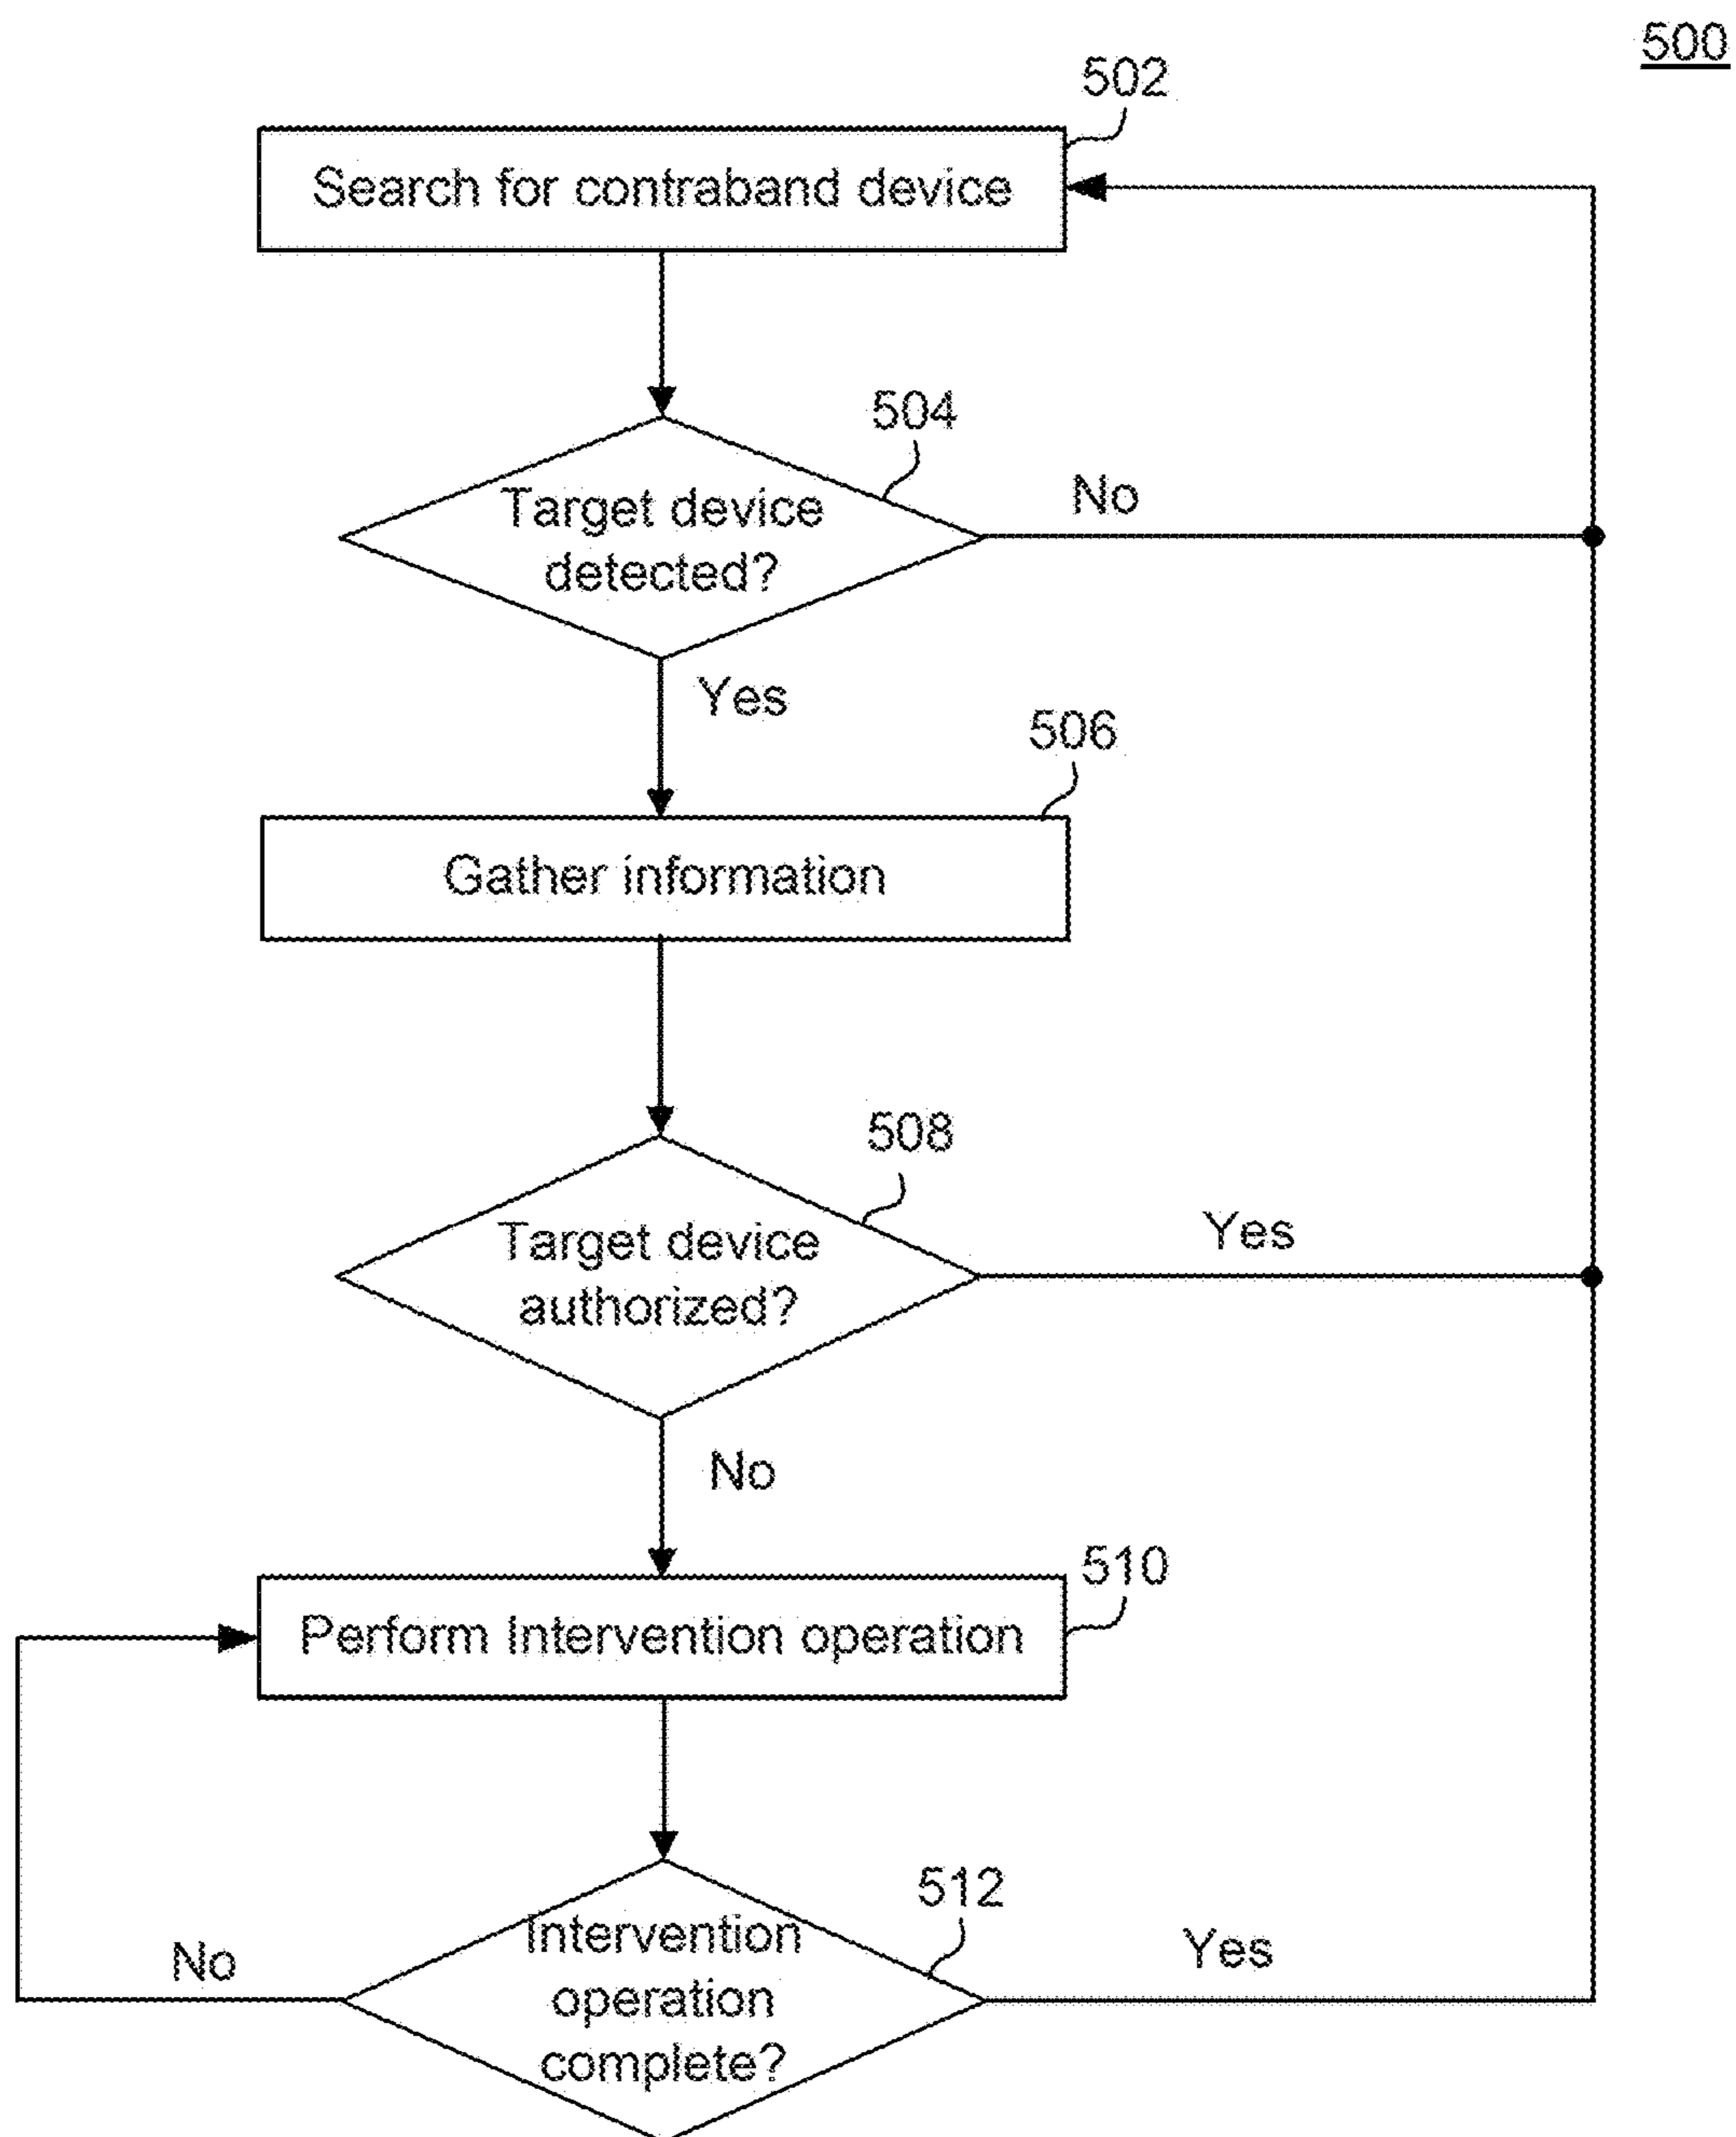 500
502
Search for contraband device
504
Target device
detected?
No
Yes
506
Gather information
508
Target device
authorized?
Yes
No
510
Perform Intervention operation
512
Intervention
operation
complete?
No
Yes